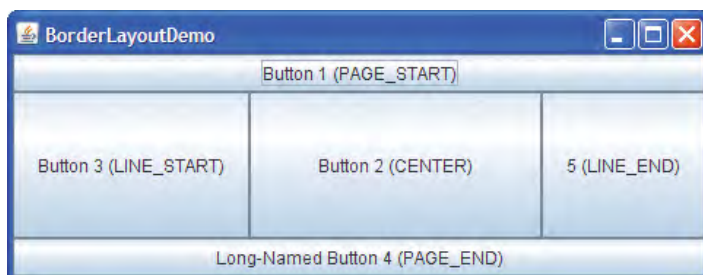 BorderLayoutDemo
Button 1 (PAGE_START)
Button 3 (LINE_START)
Button 2 (CENTER)
5 (LINE_END)
Long-Named Button 4 (PAGE_END)